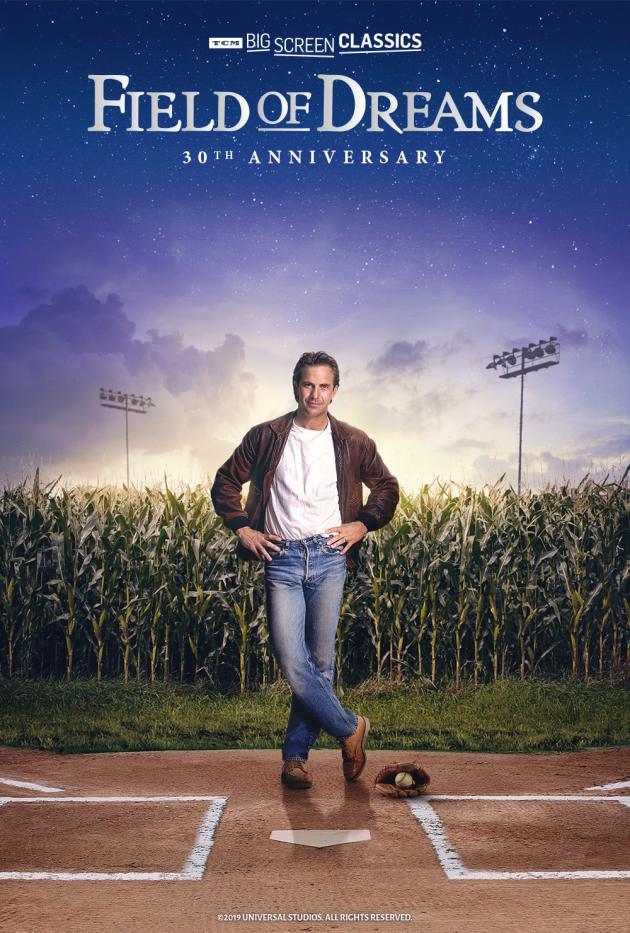 TCM BIG SCREEN CLASSICS
FIELD OF DREAMS
30TH ANNIVERSARY
©2019 UNIVERSAL STUDIOS. ALL RIGHTS RESERVED.